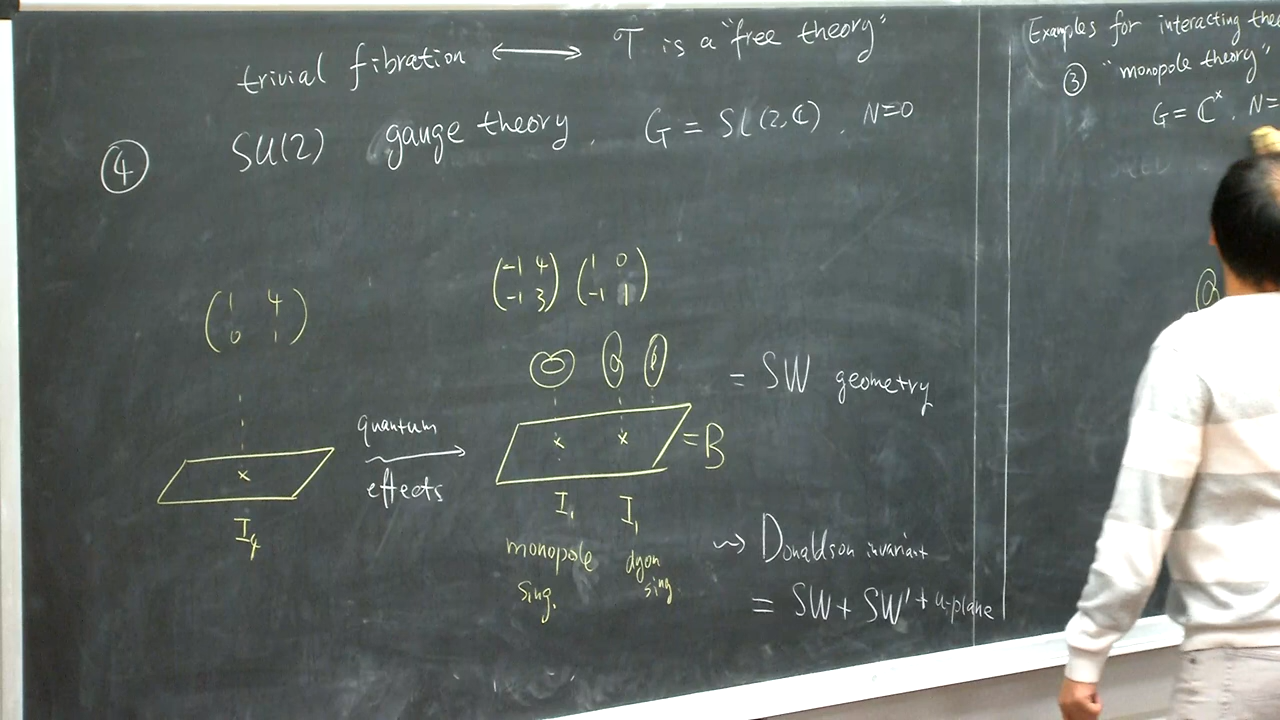 trivial fibration ⟷ T is a "free theory"
④ SU(2) gauge theory. G = SL(2,ℂ), N=0
(1 4
0 1)
(-1 4
-1 3) (1 0
-1 1)
= SW geometry
quantum
effects
x
x x
= B
I₄
I₁ I₁
monopole
sing.
dyon
sing
⇝ Donaldson invariant
= SW + SW' + u-plane
Examples for interacting
③ "monopole theory"
G = ℂˣ, N=